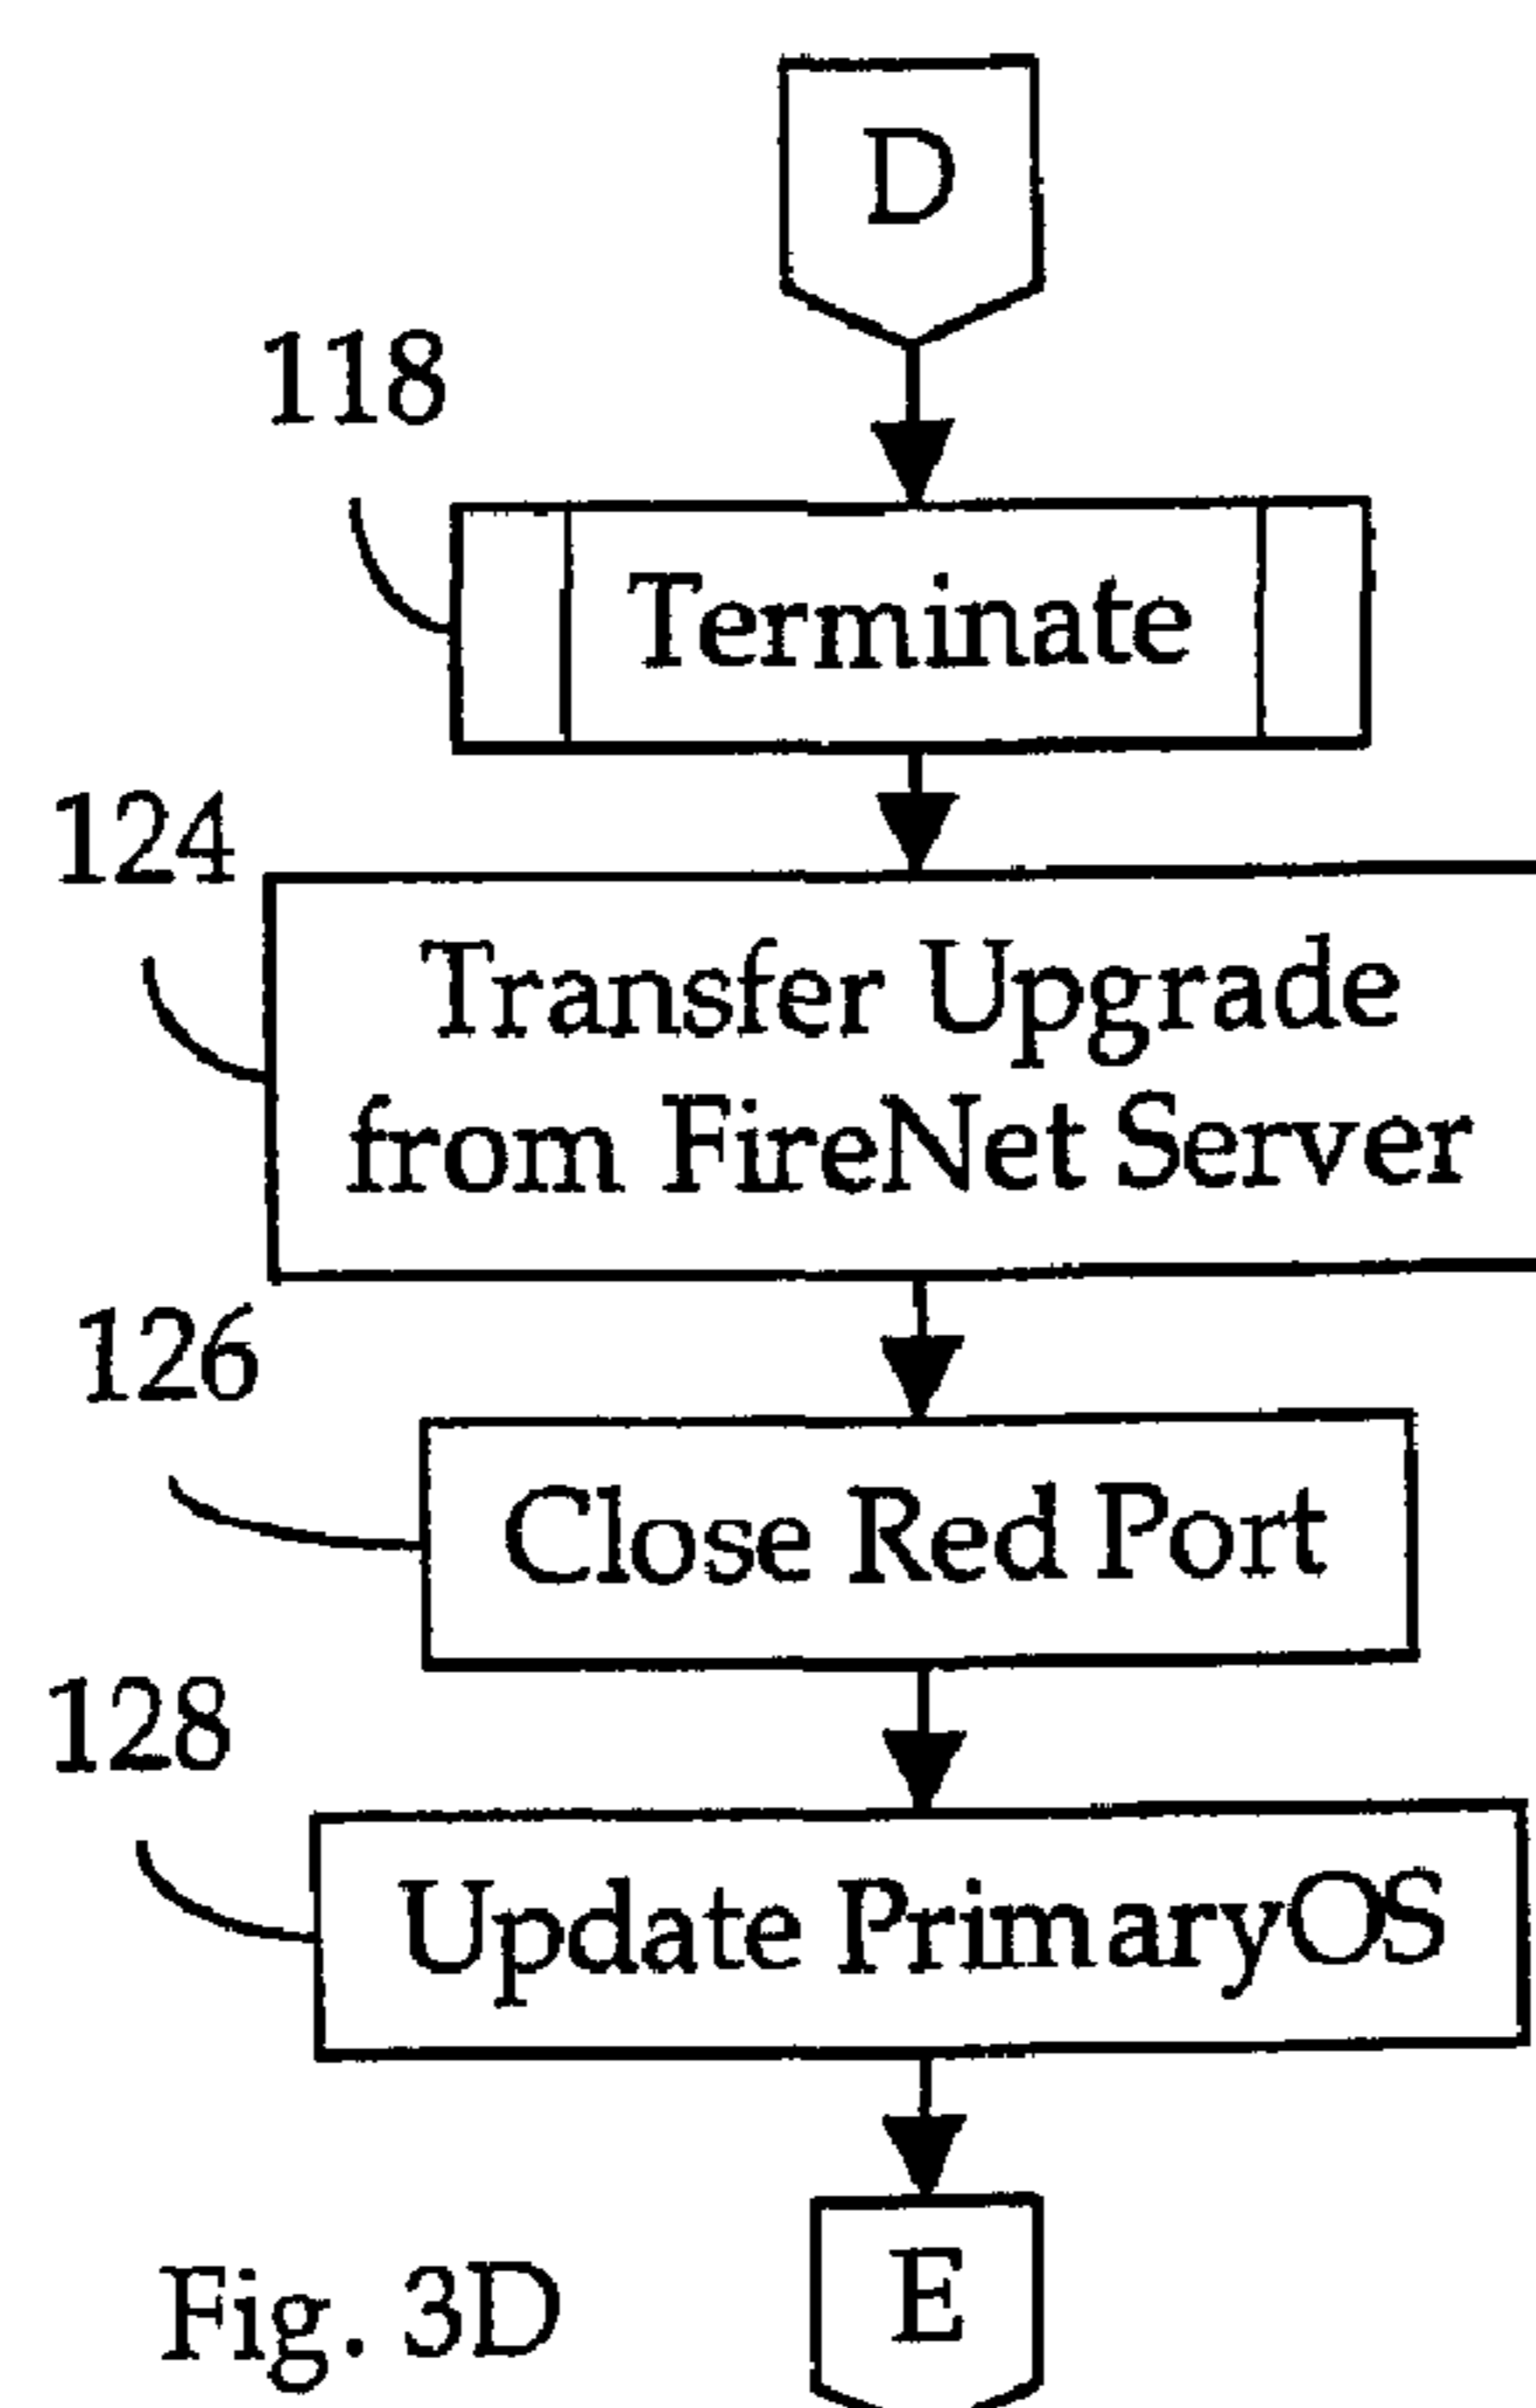 D
118
Terminate
124
Transfer Upgrade
from FireNet Server
126
Close Red Port
128
Update PrimaryOS
E
Fig. 3D